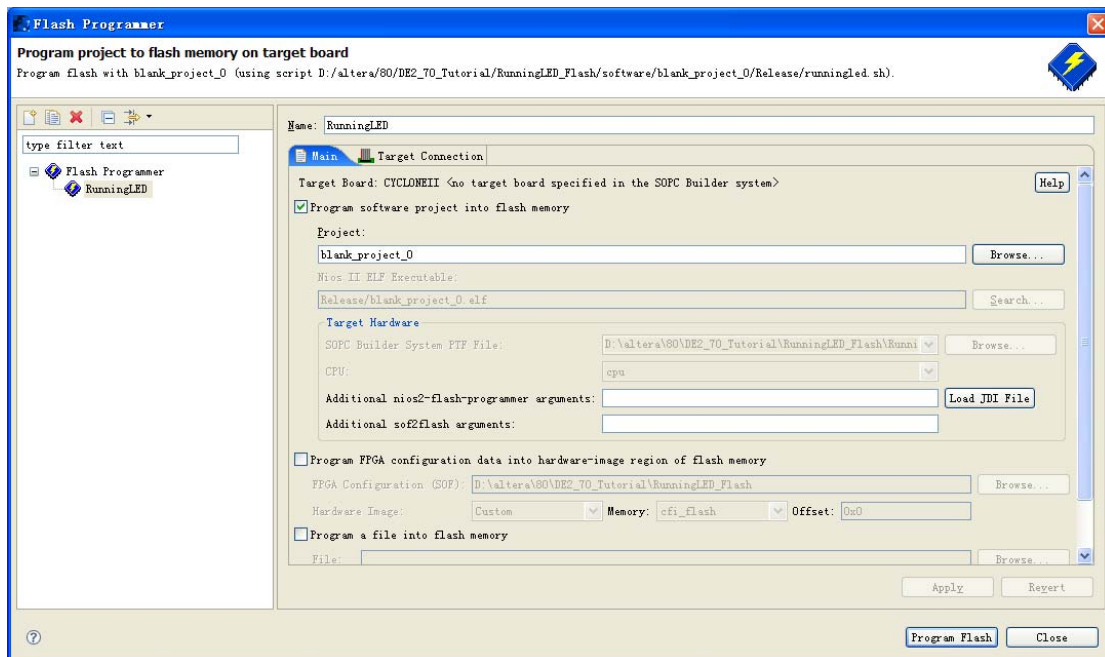 Flash Programmer
Program project to flash memory on target board
Program flash with blank_project_0 (using script D:/altera/80/DE2_70_Tutorial/RunningLED_Flash/software/blank_project_0/Release/runningled.sh).
type filter text
Flash Programmer
RunningLED
Name: RunningLED
Main Target Connection
Target Board: CYCLONEII <no target board specified in the SOPC Builder system> Help
Program software project into flash memory
Project:
blank_project_0 Browse...
Nios II ELF Executable:
Release/blank_project_0.elf Search...
Target Hardware
SOPC Builder System PTF File: D:\altera\80\DE2_70_Tutorial\RunningLED_Flash\Runni Browse...
CPU: cpu
Additional nios2-flash-programmer arguments: Load JDI File
Additional sof2flash arguments:
Program FPGA configuration data into hardware-image region of flash memory
FPGA Configuration (SOF): D:\altera\80\DE2_70_Tutorial\RunningLED_Flash Browse...
Hardware Image: Custom Memory: cfi_flash Offset: 0x0
Program a file into flash memory
File: Browse...
Apply Revert
Program Flash Close